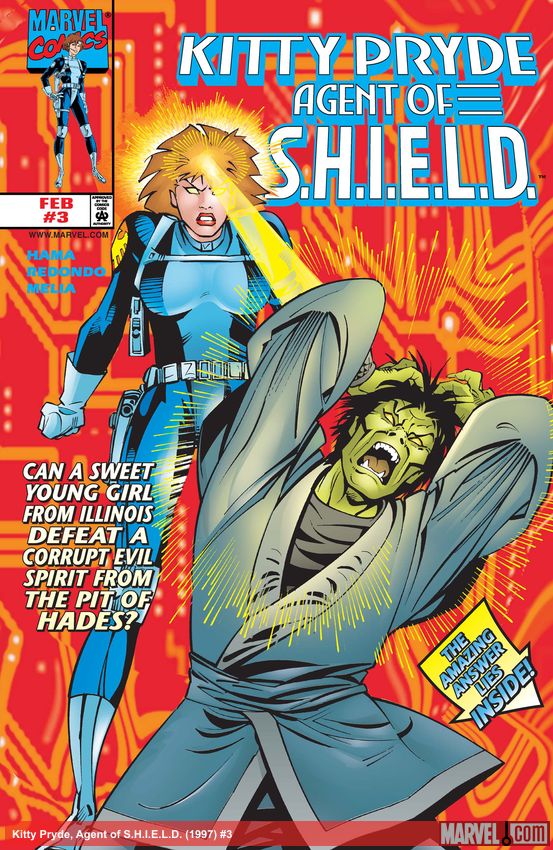 MARVEL
COMICS
KITTY PRYDE
AGENT OF
S.H.I.E.L.D.™
FEB
#3
APPROVED
BY THE
COMICS
CODE
AUTHORITY
WWW.MARVEL.COM
HAMA
REDONDO
MELIA
CAN A SWEET
YOUNG GIRL
FROM ILLINOIS
DEFEAT A
CORRUPT EVIL
SPIRIT FROM
THE PIT OF
HADES?
THE
AMAZING
ANSWER
LIES
INSIDE!
Kitty Pryde, Agent of S.H.I.E.L.D. (1997) #3
MARVEL.COM